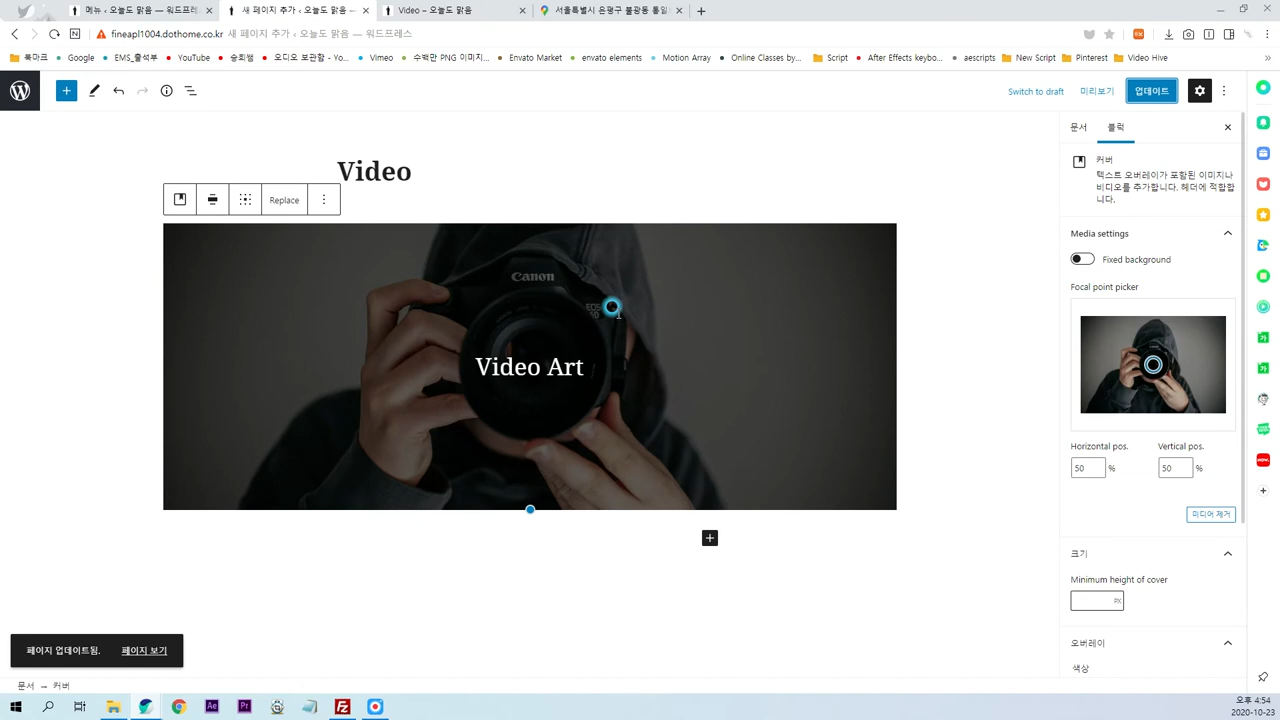 메뉴 ‹ 오늘도 맑음 — 워드프레스
새 페이지 추가 ‹ 오늘도 맑음 —
Video – 오늘도 맑음
서울특별시 은평구 불광동 통일
fineapl1004.dothome.co.kr 새 페이지 추가 ‹ 오늘도 맑음 — 워드프레스
북마크
Google
EMS_출석부
YouTube
승희쌤
오디오 보관함 - Yo...
Vimeo
수백만 PNG 이미지...
Envato Market
envato elements
Motion Array
Online Classes by...
Script
After Effects keybo...
aescripts
New Script
Pinterest
Video Hive
Switch to draft
미리보기
업데이트
문서
블럭
커버
텍스트 오버레이가 포함된 이미지나
비디오를 추가합니다. 헤더에 적합합
니다.
Video
Replace
Media settings
Fixed background
Focal point picker
Canon
EOS
6D
Video Art
Horizontal pos.
Vertical pos.
50 %
50 %
미디어 제거
크기
Minimum height of cover
PX
오버레이
색상
페이지 업데이트됨.
페이지 보기
문서 → 커버
Ae
Pr
Fz
오후 4:54
2020-10-23